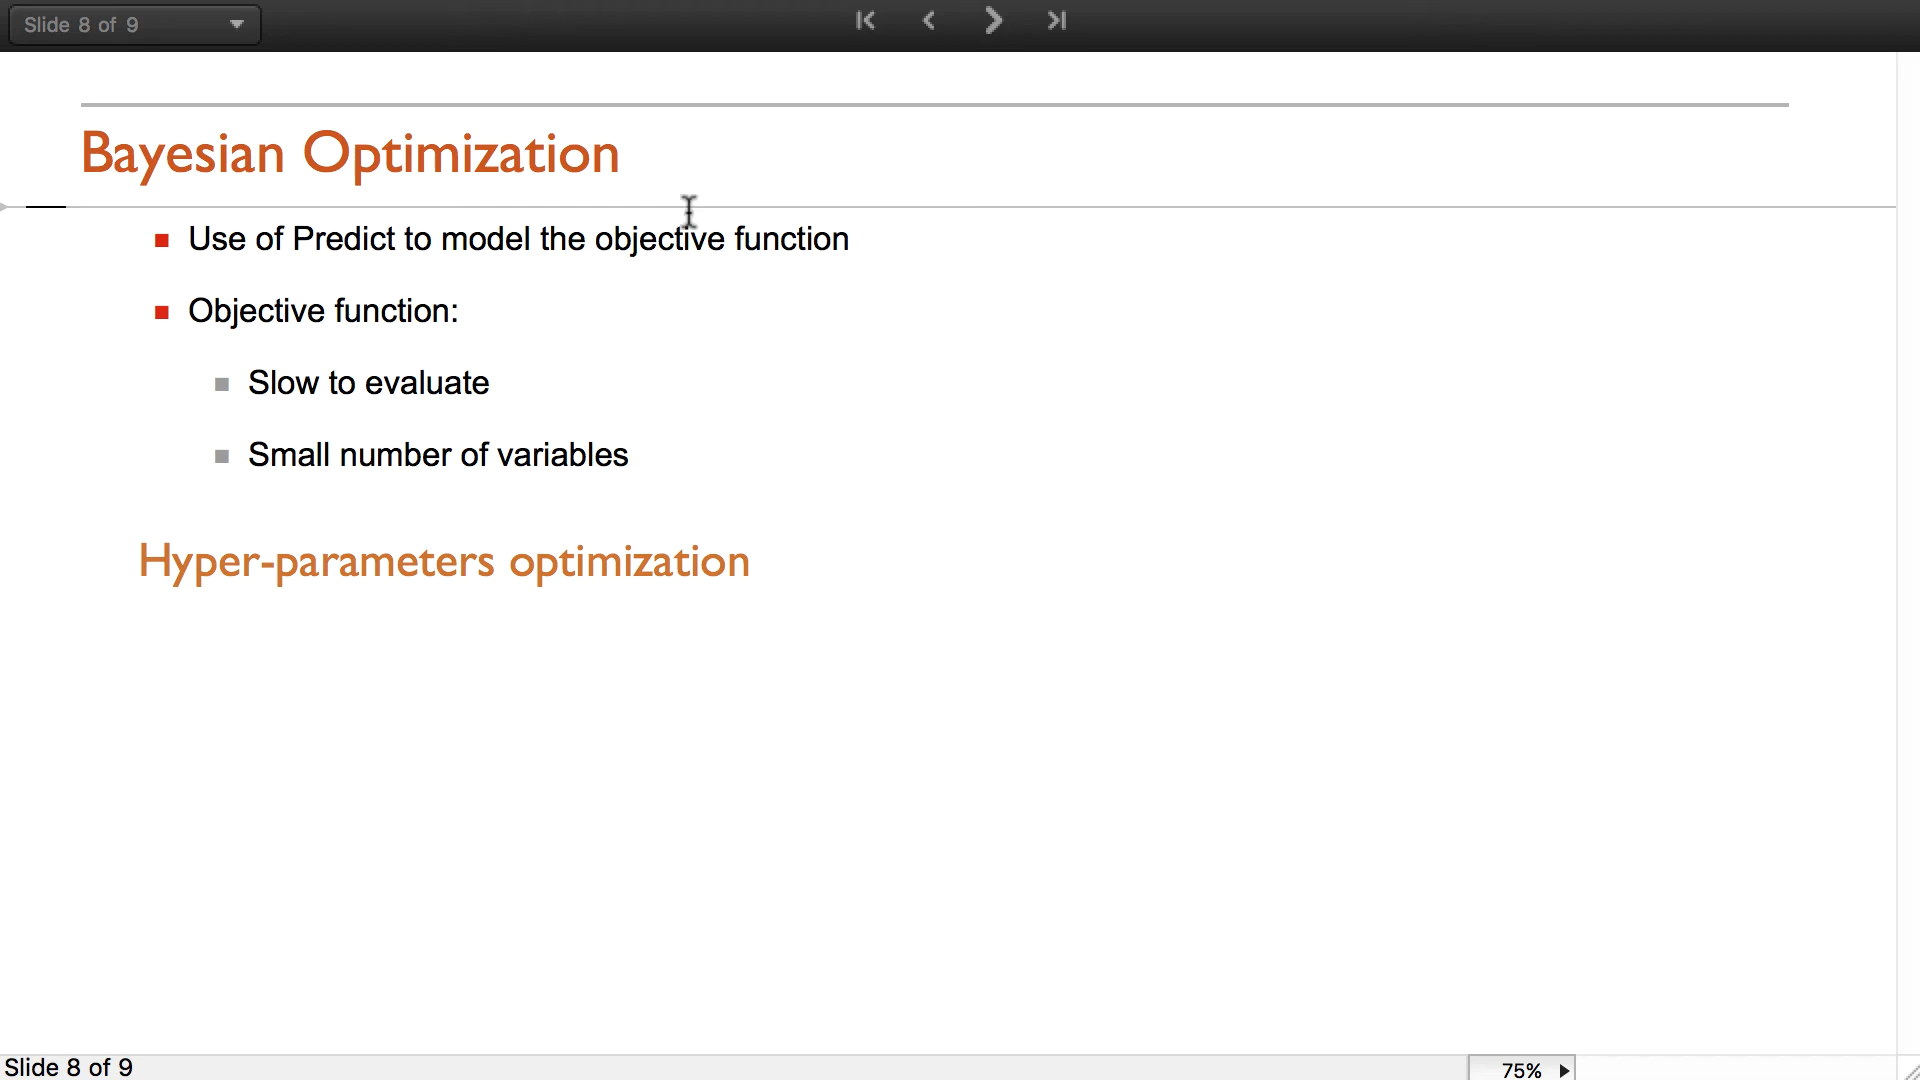 Slide 8 of 9
Bayesian Optimization
Use of Predict to model the objective function
Objective function:
Slow to evaluate
Small number of variables
Hyper-parameters optimization
Slide 8 of 9
75%